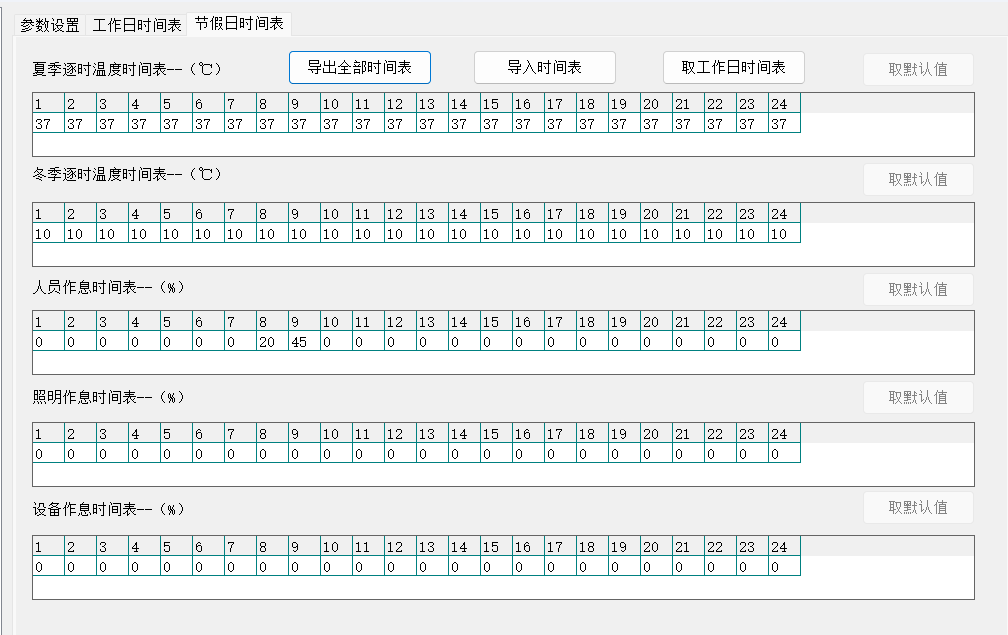 参数设置 工作日时间表 节假日时间表
夏季逐时温度时间表--（℃） 导出全部时间表 导入时间表 取工作日时间表 取默认值
1 2 3 4 5 6 7 8 9 10 11 12 13 14 15 16 17 18 19 20 21 22 23 24
37 37 37 37 37 37 37 37 37 37 37 37 37 37 37 37 37 37 37 37 37 37 37 37
冬季逐时温度时间表--（℃） 取默认值
1 2 3 4 5 6 7 8 9 10 11 12 13 14 15 16 17 18 19 20 21 22 23 24
10 10 10 10 10 10 10 10 10 10 10 10 10 10 10 10 10 10 10 10 10 10 10 10
人员作息时间表--（%） 取默认值
1 2 3 4 5 6 7 8 9 10 11 12 13 14 15 16 17 18 19 20 21 22 23 24
0 0 0 0 0 0 0 20 45 0 0 0 0 0 0 0 0 0 0 0 0 0 0 0
照明作息时间表--（%） 取默认值
1 2 3 4 5 6 7 8 9 10 11 12 13 14 15 16 17 18 19 20 21 22 23 24
0 0 0 0 0 0 0 0 0 0 0 0 0 0 0 0 0 0 0 0 0 0 0 0
设备作息时间表--（%） 取默认值
1 2 3 4 5 6 7 8 9 10 11 12 13 14 15 16 17 18 19 20 21 22 23 24
0 0 0 0 0 0 0 0 0 0 0 0 0 0 0 0 0 0 0 0 0 0 0 0